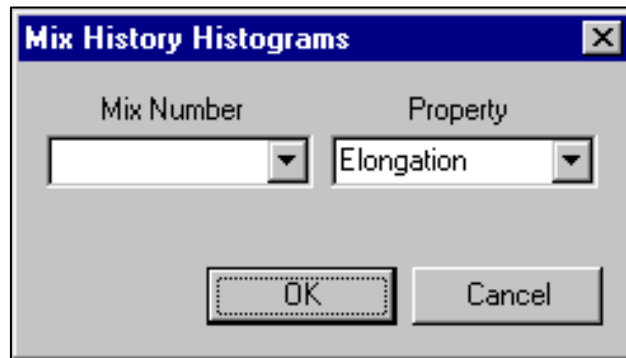 Mix History Histograms
Mix Number Property
Elongation
OK Cancel